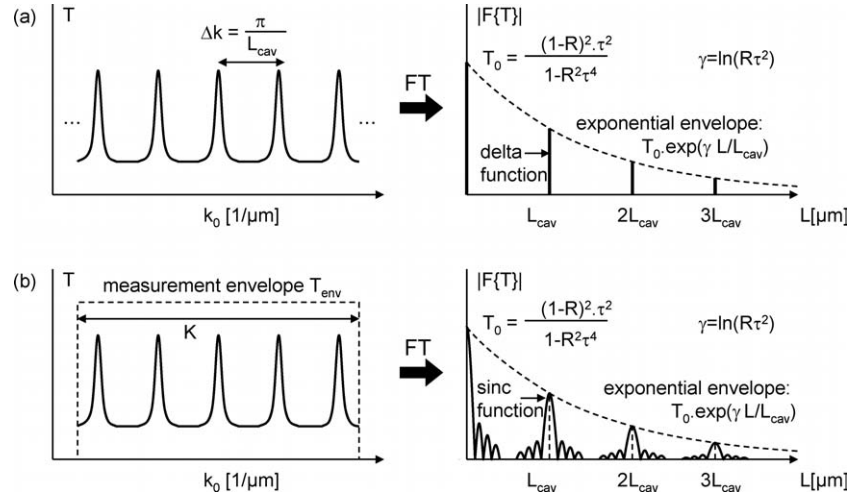 (a)
T
Δk = π
L_cav
FT
...
...
k₀ [1/μm]
|F{T}|
T₀ = (1-R)².τ²
1-R²τ⁴
γ=ln(Rτ²)
exponential envelope:
T₀.exp(γ L/L_cav)
delta
function
L_cav
2L_cav
3L_cav
L[μm]
(b)
T
measurement envelope T_env
K
FT
k₀ [1/μm]
|F{T}|
T₀ = (1-R)².τ²
1-R²τ⁴
γ=ln(Rτ²)
exponential envelope:
T₀.exp(γ L/L_cav)
sinc
function
L_cav
2L_cav
3L_cav
L[μm]